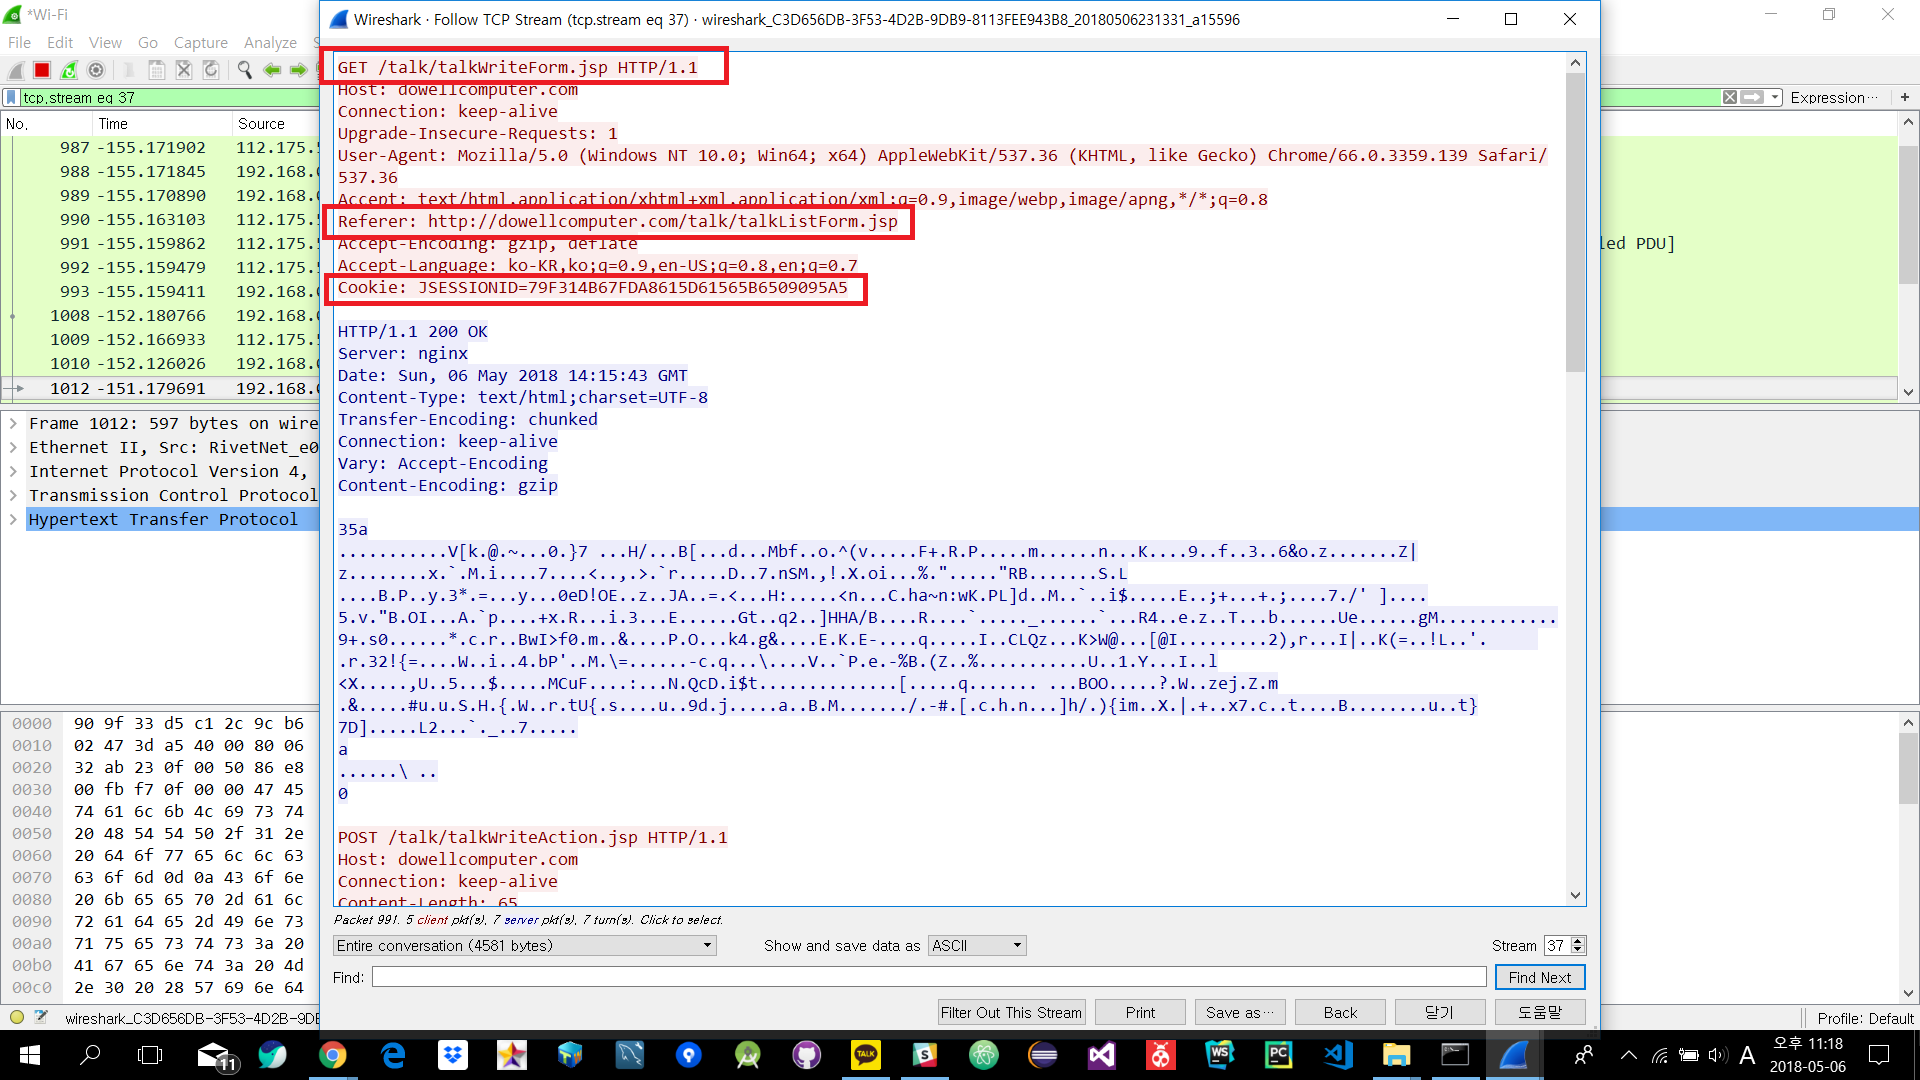 *Wi-Fi
File Edit View Go Capture Analyze
tcp.stream eq 37
Expression…
+
No. Time Source
987 -155.171902 112.175.
988 -155.171845 192.168.
989 -155.170890 192.168.
990 -155.163103 112.175.
991 -155.159862 112.175.
992 -155.159479 192.168.
993 -155.159411 192.168.
1008 -152.180766 192.168.
1009 -152.166933 112.175.
1010 -152.126026 192.168.
1012 -151.179691 192.168.
led PDU]
Frame 1012: 597 bytes on wire
Ethernet II, Src: RivetNet_e0
Internet Protocol Version 4,
Transmission Control Protocol
Hypertext Transfer Protocol
0000 90 9f 33 d5 c1 2c 9c b6
0010 02 47 3d a5 40 00 80 06
0020 32 ab 23 0f 00 50 86 e8
0030 00 fb f7 0f 00 00 47 45
0040 74 61 6c 6b 4c 69 73 74
0050 20 48 54 54 50 2f 31 2e
0060 20 64 6f 77 65 6c 6c 63
0070 63 6f 6d 0d 0a 43 6f 6e
0080 20 6b 65 65 70 2d 61 6c
0090 72 61 64 65 2d 49 6e 73
00a0 71 75 65 73 74 73 3a 20
00b0 41 67 65 6e 74 3a 20 4d
00c0 2e 30 20 28 57 69 6e 64
wireshark_C3D656DB-3F53-4D2B-9DB
Profile: Default
Wireshark · Follow TCP Stream (tcp.stream eq 37) · wireshark_C3D656DB-3F53-4D2B-9DB9-8113FEE943B8_20180506231331_a15596
GET /talk/talkWriteForm.jsp HTTP/1.1
Host: dowellcomputer.com
Connection: keep-alive
Upgrade-Insecure-Requests: 1
User-Agent: Mozilla/5.0 (Windows NT 10.0; Win64; x64) AppleWebKit/537.36 (KHTML, like Gecko) Chrome/66.0.3359.139 Safari/
537.36
Accept: text/html,application/xhtml+xml,application/xml;q=0.9,image/webp,image/apng,*/*;q=0.8
Referer: http://dowellcomputer.com/talk/talkListForm.jsp
Accept-Encoding: gzip, deflate
Accept-Language: ko-KR,ko;q=0.9,en-US;q=0.8,en;q=0.7
Cookie: JSESSIONID=79F314B67FDA8615D61565B6509095A5
HTTP/1.1 200 OK
Server: nginx
Date: Sun, 06 May 2018 14:15:43 GMT
Content-Type: text/html;charset=UTF-8
Transfer-Encoding: chunked
Connection: keep-alive
Vary: Accept-Encoding
Content-Encoding: gzip
35a
...........V[k.@.~...0.}7 ...H/...B[...d...Mbf..o.^(v.....F+.R.P.....m......n...K....9..f..3..6&o.z.......Z|
z........x.`.M.i....7....<..,.>.`r.....D..7.nSM.,!.X.oi...%."....."RB.......S.L
....B.P..y.3*.=...y...0eD!OE..z..JA..=.<...H:.....<n...C.ha~n:wK.PL]d..M..`..i$.....E..;+...+.;....7./' ]....
5.v."B.OI...A.`p....+x.R...i.3...E......Gt..q2..]HHA/B....R....`....._......`...R4..e.z..T...b......Ue......gM............
9+.s0......*.c.r..BwI>f0.m..&....P.O...k4.g&....E.K.E-....q.....I..CLQz...K>W@...[@I.........2),r...I|..K(=..!L..'.
.r.32!{=....W..i..4.bP'..M.\=......-c.q...\....V..`P.e.-%B.(Z..%...........U..1.Y...I..l
<X.....,U..5...$.....MCuF....:...N.QcD.i$t..............[.....q....... ...BOO.....?.W..zej.Z.m
.&.....#u.u.S.H.{.W..r.tU{.s....u..9d.j.....a..B.M......./.-#.[.c.h.n...]h/.){im..X.|.+..x7.c..t....B........u..t}
7D].....L2...`._..7.....
a
......\ ..
0
POST /talk/talkWriteAction.jsp HTTP/1.1
Host: dowellcomputer.com
Connection: keep-alive
Content-Length: 65
Packet 991. 5 client pkt(s), 7 server pkt(s), 7 turn(s). Click to select.
Entire conversation (4581 bytes) Show and save data as ASCII Stream 37
Find: Find Next
Filter Out This Stream Print Save as… Back 닫기 도움말
11
TALK
WS
PC
A
오후 11:18
2018-05-06